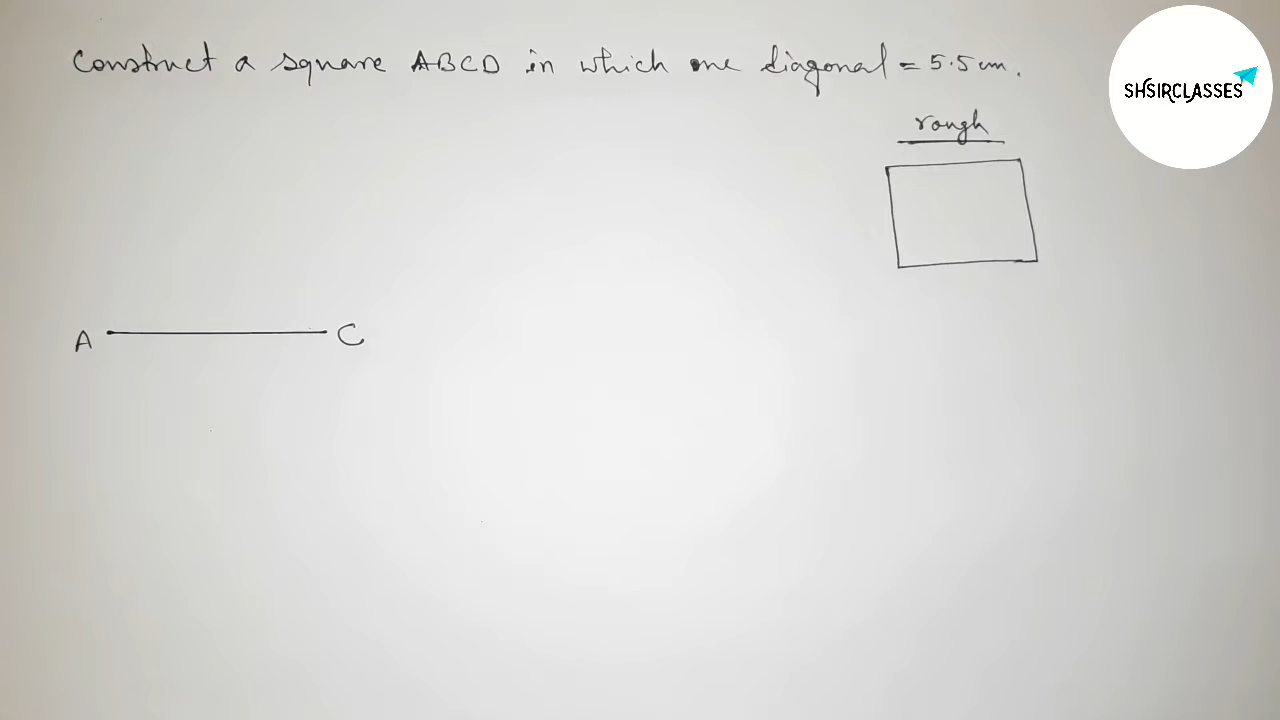 Construct a square ABCD in which one diagonal = 5.5 cm.
SHSIRCLASSES
rough
A C